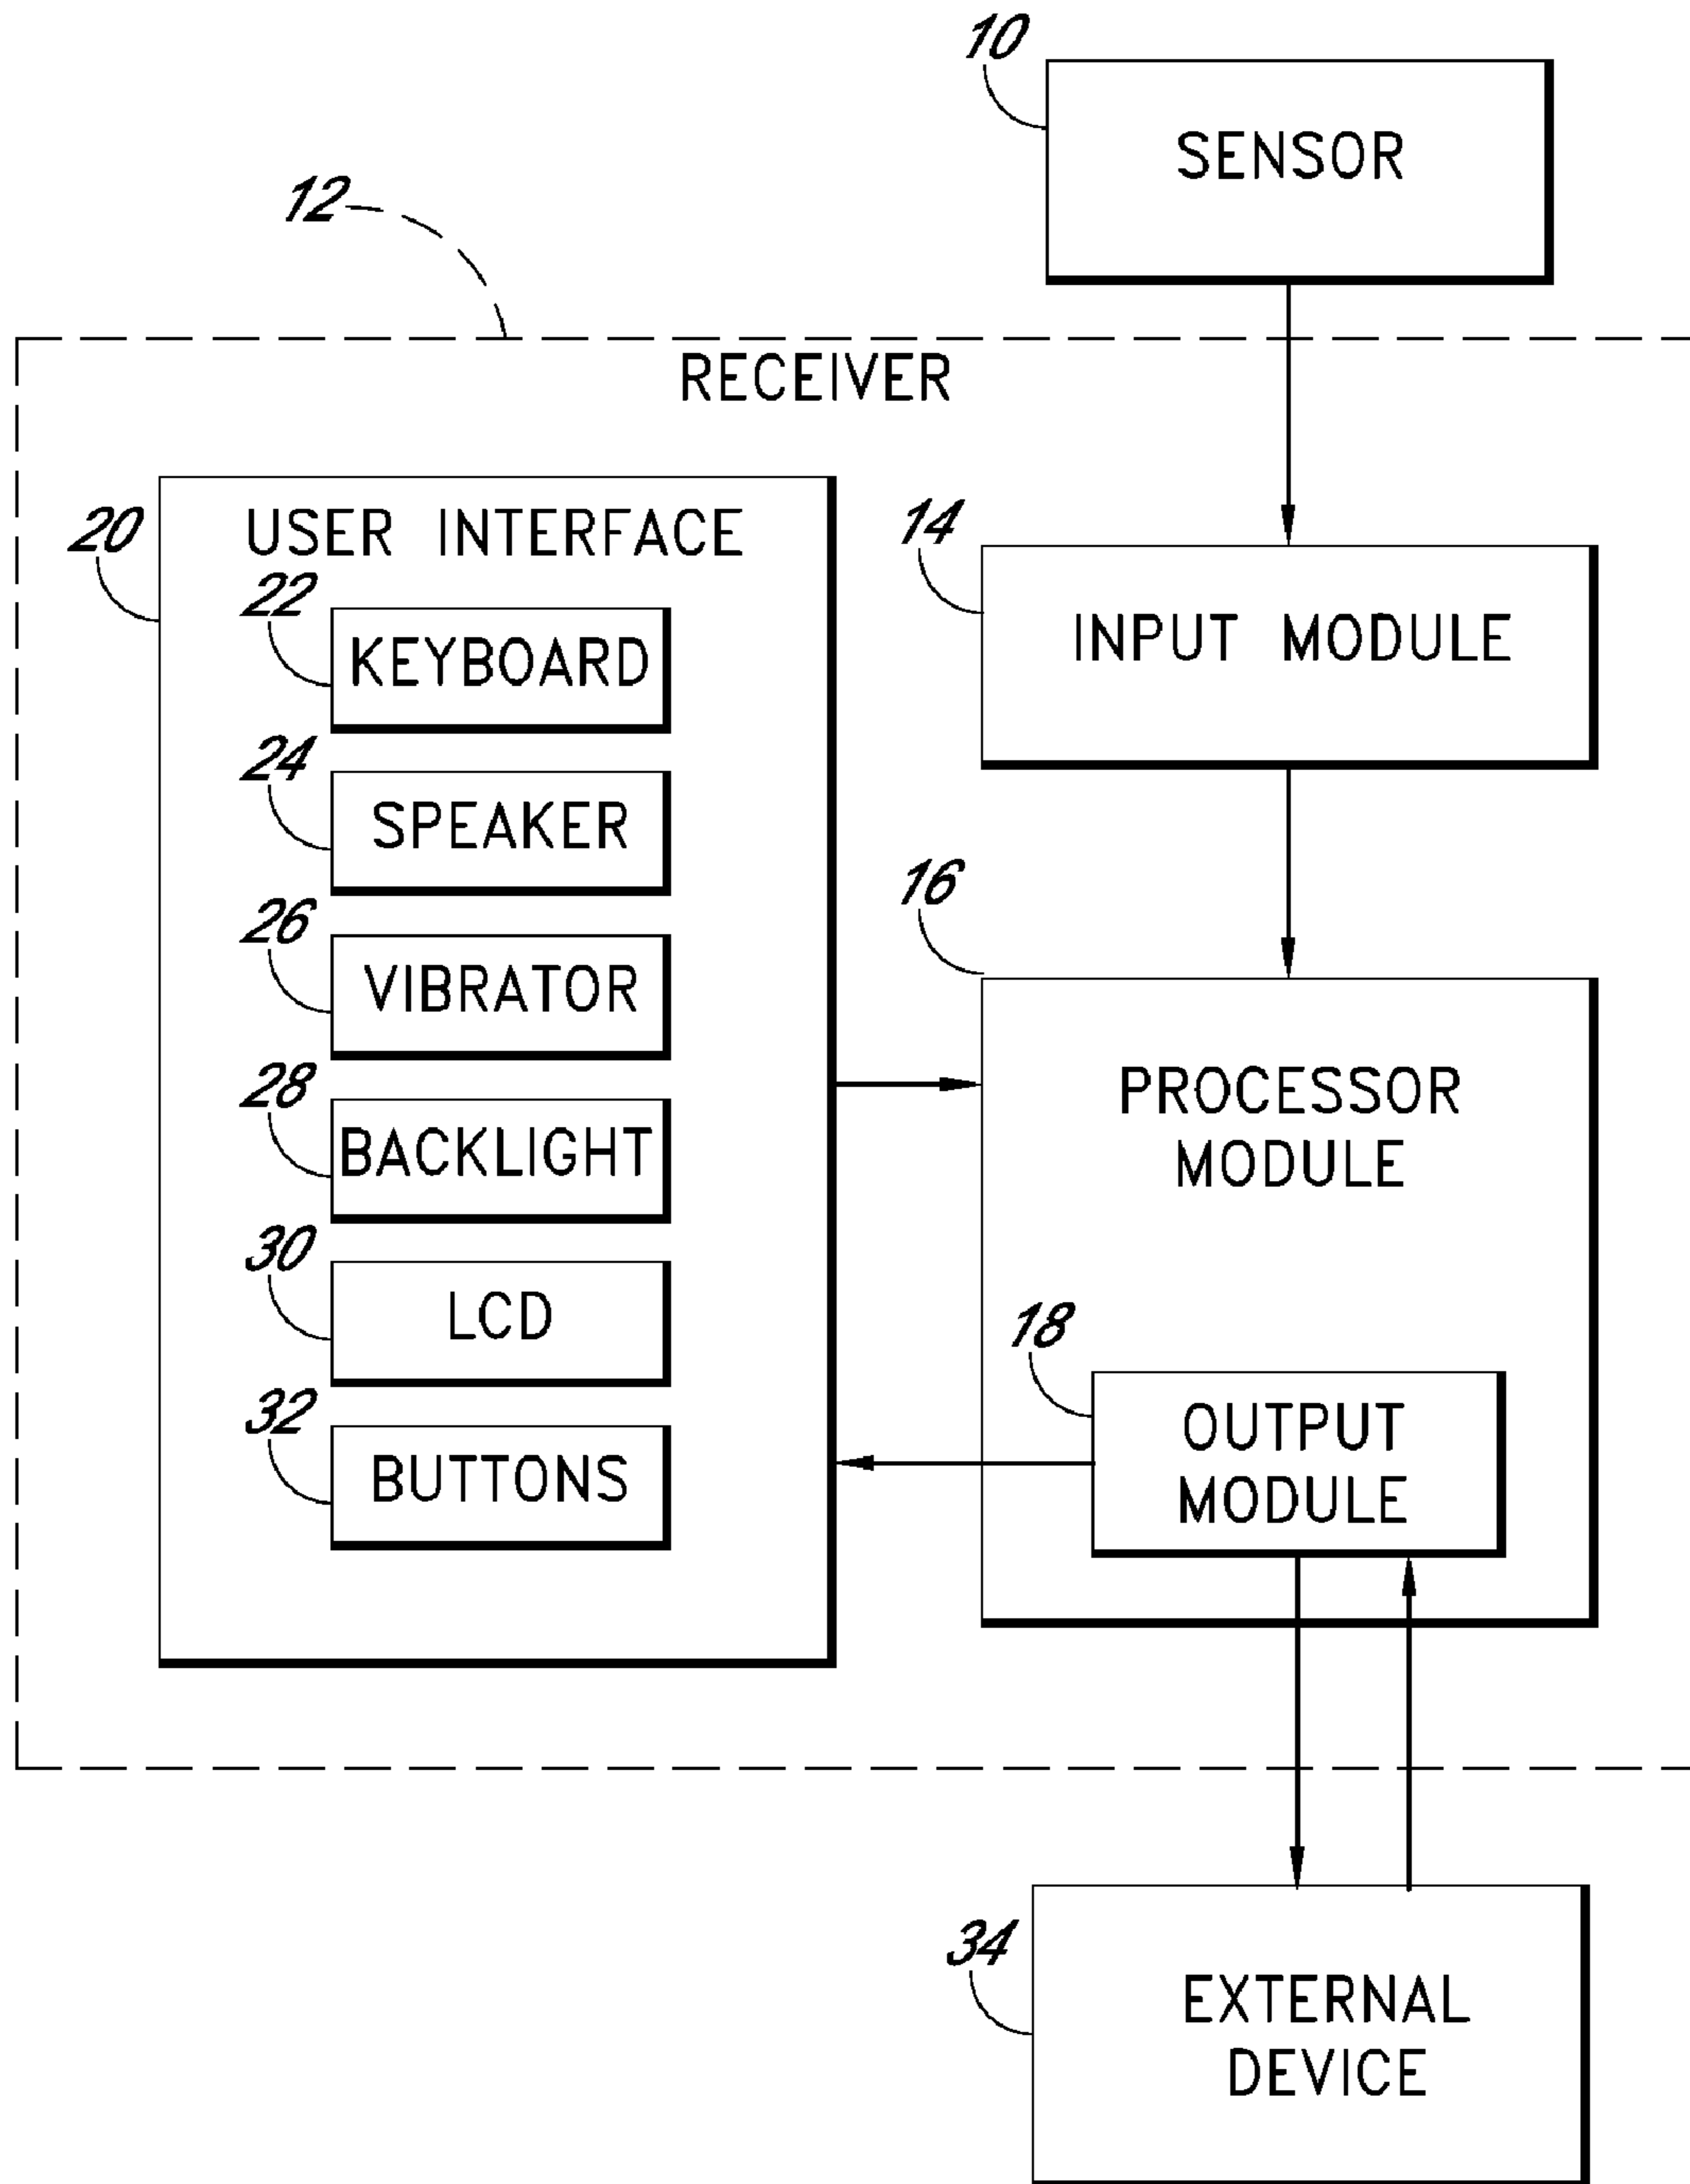 10
SENSOR
12
RECEIVER
20
USER INTERFACE
22
KEYBOARD
24
SPEAKER
26
VIBRATOR
28
BACKLIGHT
30
LCD
32
BUTTONS
14
INPUT MODULE
16
PROCESSOR
MODULE
18
OUTPUT
MODULE
34
EXTERNAL
DEVICE